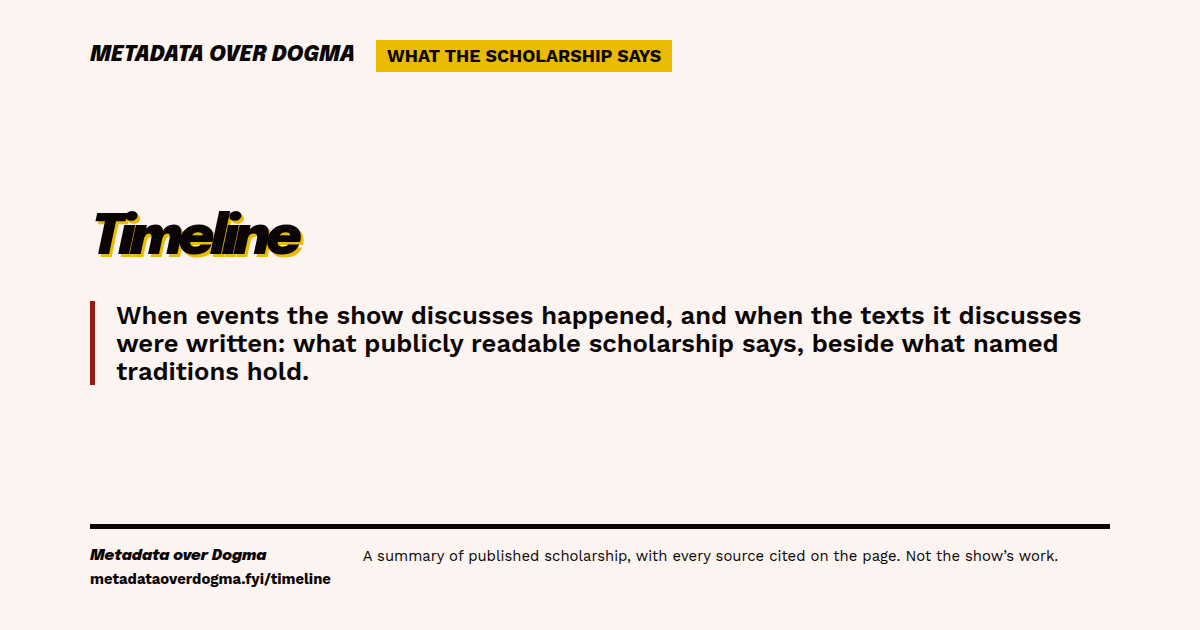 METADATA OVER DOGMA
WHAT THE SCHOLARSHIP SAYS
Timeline
When events the show discusses happened, and when the texts it discusses
were written: what publicly readable scholarship says, beside what named
traditions hold.
Metadata over Dogma
metadataoverdogma.fyi/timeline
A summary of published scholarship, with every source cited on the page. Not the show’s work.